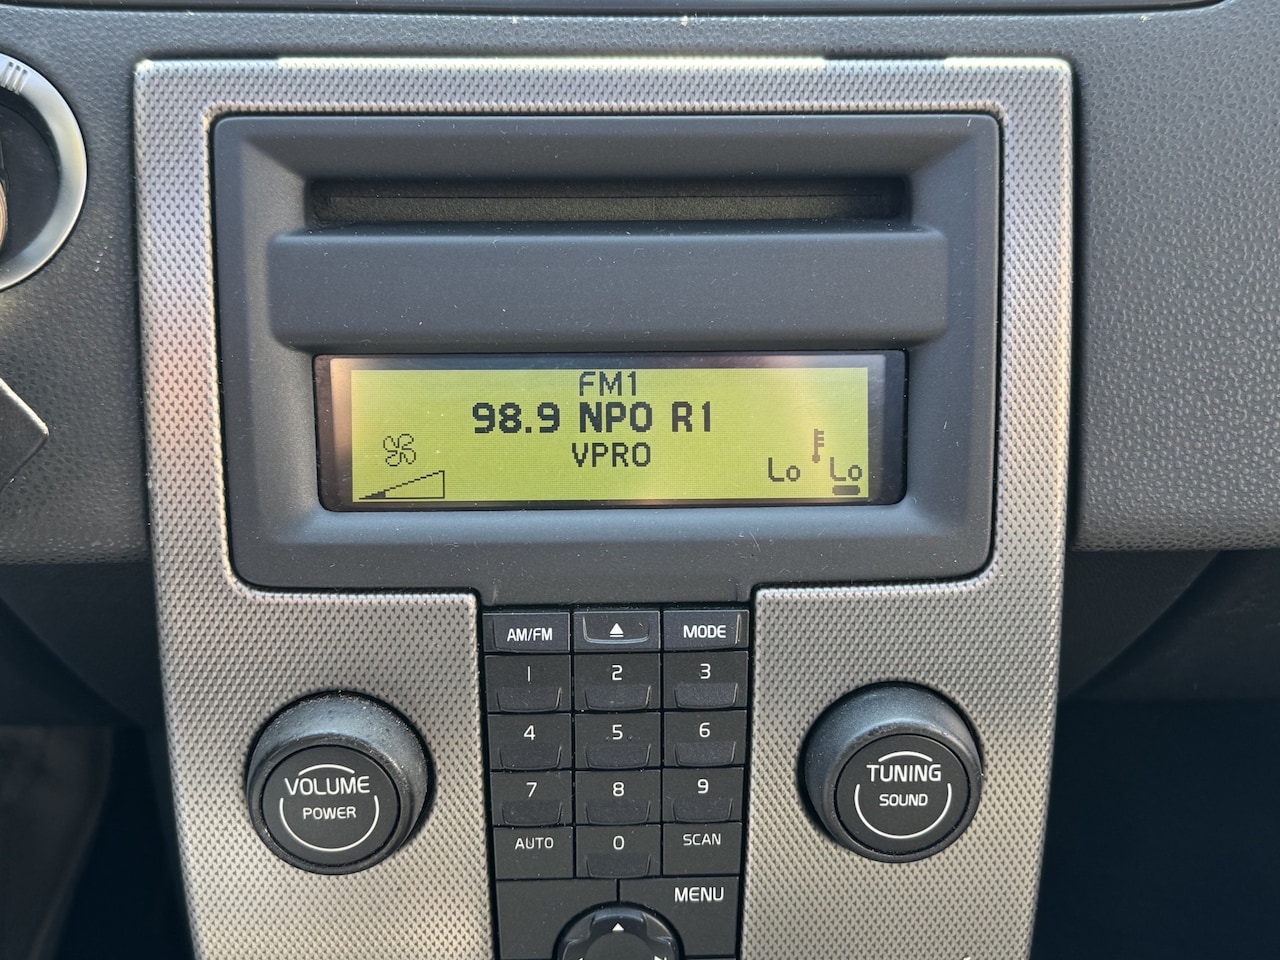 FM1
98.9 NPO R1
VPRO
Lo Lo
AM/FM MODE
1 2 3
4 5 6
7 8 9
AUTO 0 SCAN
MENU
VOLUME
POWER
TUNING
SOUND